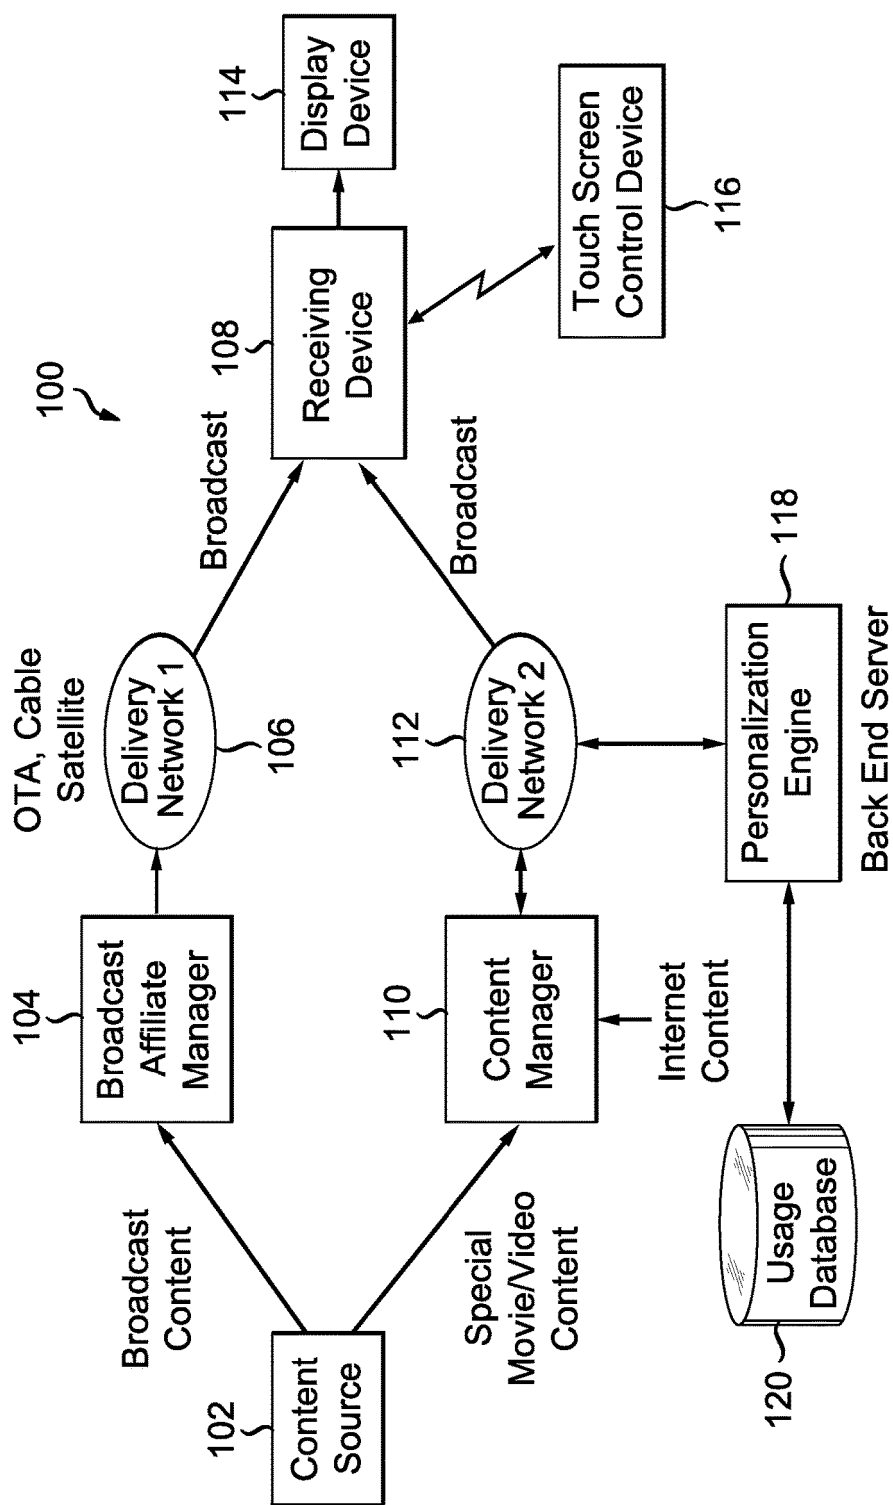 100
OTA, Cable
Satellite
104
Broadcast
Affiliate
Manager
Delivery
Network 1
106
Broadcast
Broadcast
Content
102
Content
Source
108
Receiving
Device
114
Display
Device
Special
Movie/Video
Content
110
Content
Manager
112
Delivery
Network 2
Broadcast
Touch Screen
Control Device
116
Internet
Content
120
Usage
Database
118
Personalization
Engine
Back End Server